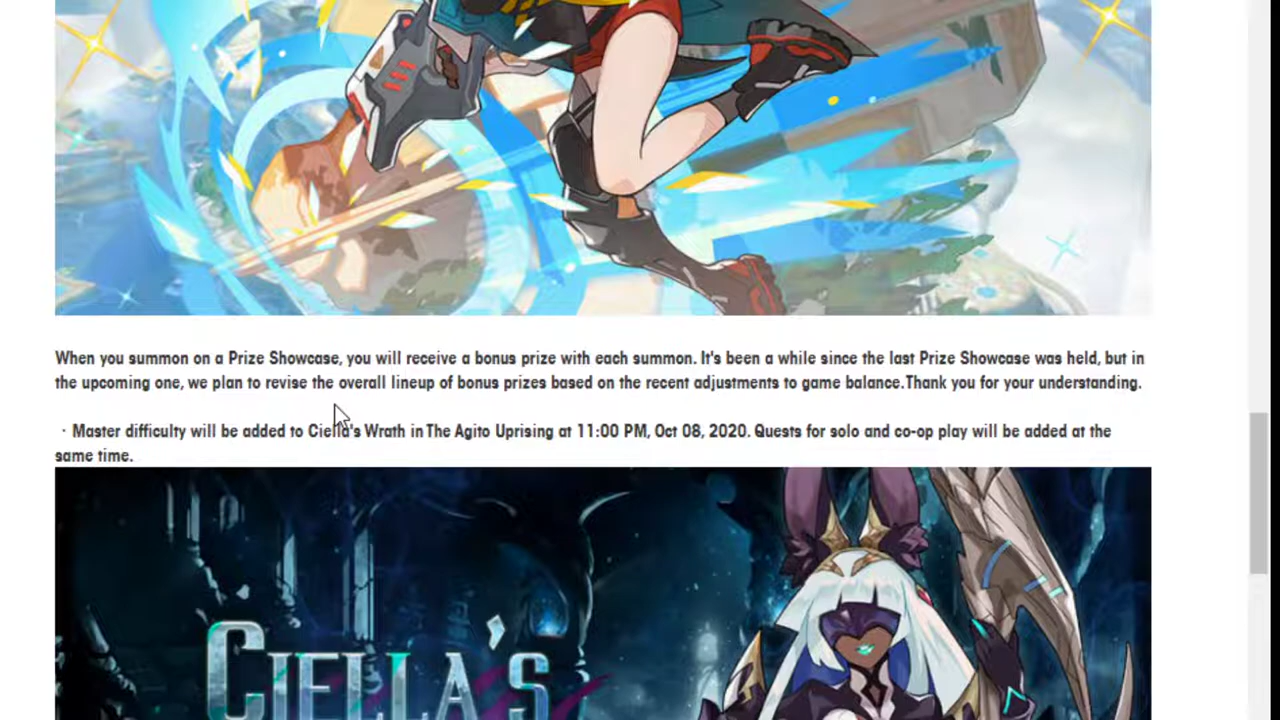 When you summon on a Prize Showcase, you will receive a bonus prize with each summon. It's been a while since the last Prize Showcase was held, but in
the upcoming one, we plan to revise the overall lineup of bonus prizes based on the recent adjustments to game balance.Thank you for your understanding.
・Master difficulty will be added to Ciella's Wrath in The Agito Uprising at 11:00 PM, Oct 08, 2020. Quests for solo and co-op play will be added at the
same time.
CIELLA'S